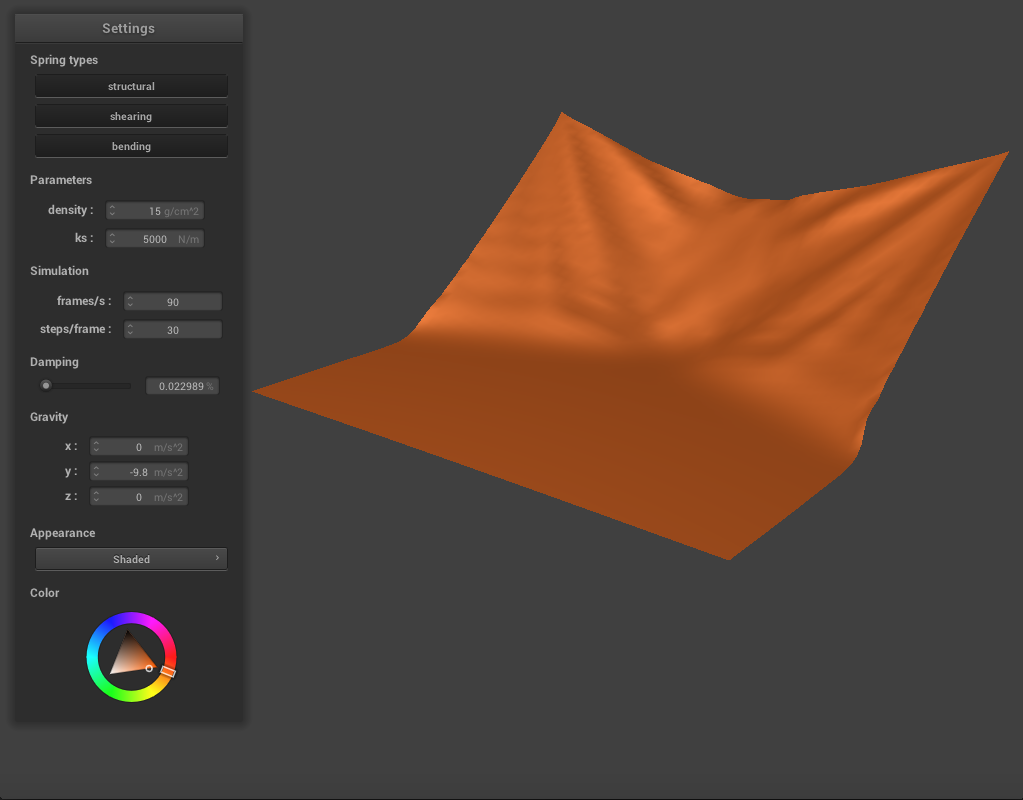 Settings
Spring types
structural
shearing
bending
Parameters
density : 15 g/cm^2
ks : 5000 N/m
Simulation
frames/s : 90
steps/frame : 30
Damping
0.022989 %
Gravity
x : 0 m/s^2
y : -9.8 m/s^2
z : 0 m/s^2
Appearance
Shaded
Color